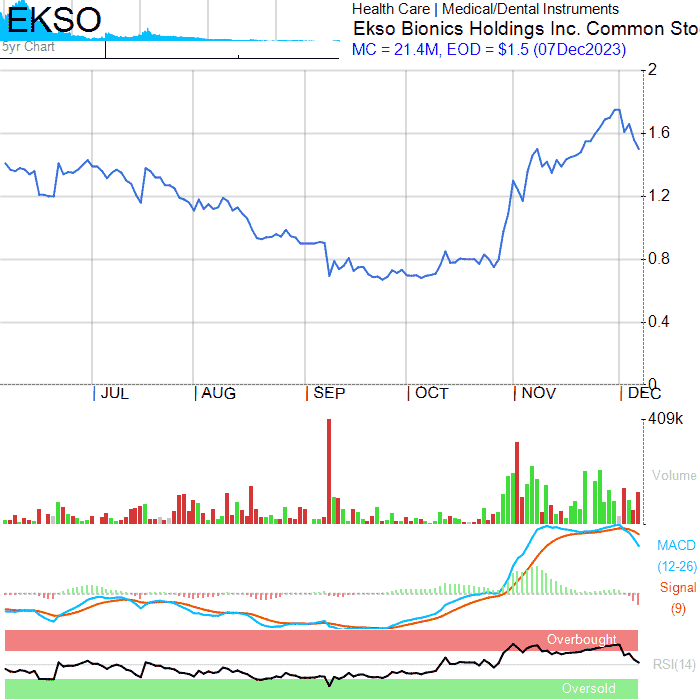 EKSO
5yr Chart
Health Care | Medical/Dental Instruments
Ekso Bionics Holdings Inc. Common Sto
MC = 21.4M, EOD = $1.5 (07Dec2023)
2
1.6
1.2
0.8
0.4
0
JUL AUG SEP OCT NOV DEC
409k
Volume
MACD
(12-26)
Signal
(9)
Overbought
RSI(14)
Oversold